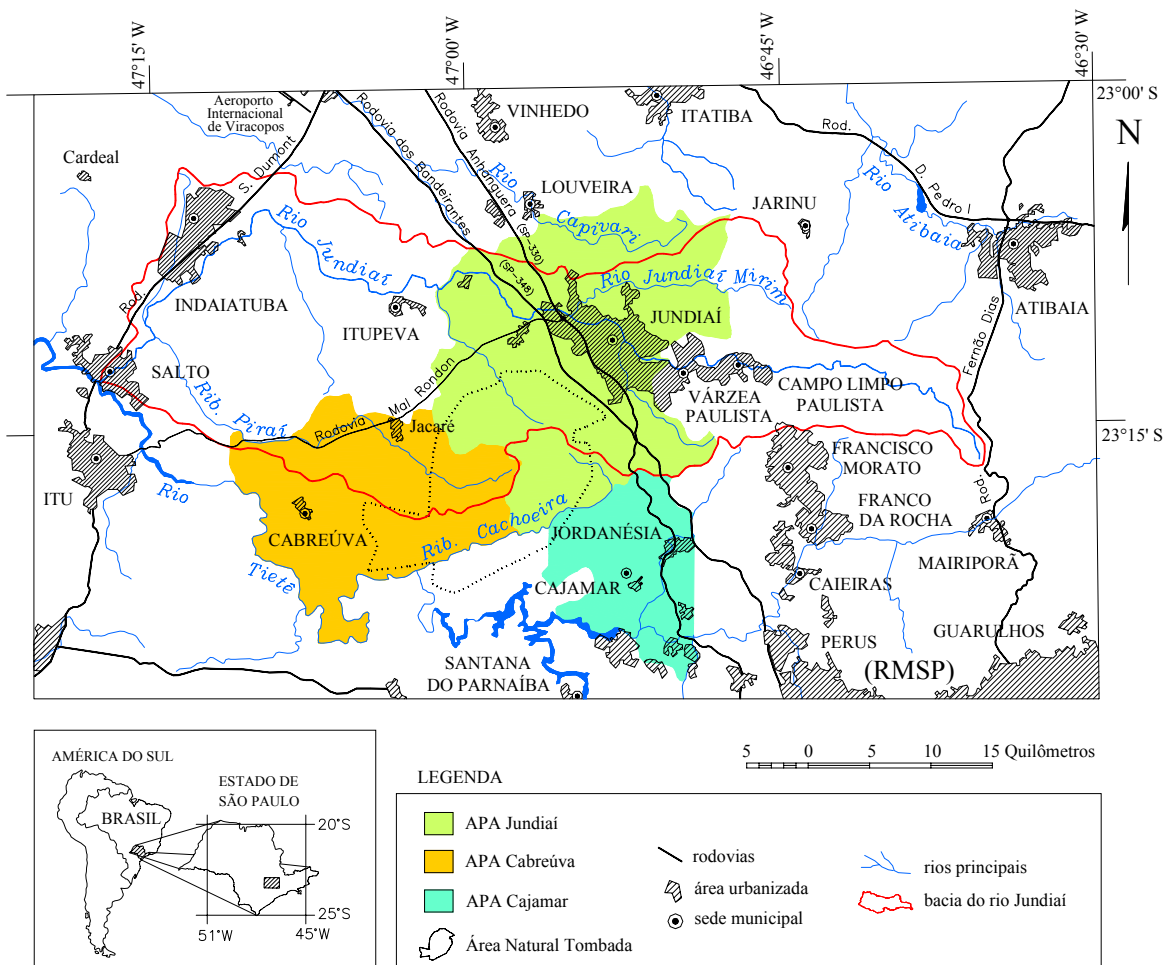 47°15' W
47°00' W
46°45' W
46°30' W
23°00' S
23°15' S
N
Aeroporto
Internacional
de Viracopos
Cardeal
VINHEDO
ITATIBA
LOUVEIRA
JARINU
ATIBAIA
INDAIATUBA
ITUPEVA
JUNDIAÍ
SALTO
VÁRZEA
PAULISTA
CAMPO LIMPO
PAULISTA
Jacaré
ITU
CABREÚVA
FRANCISCO
MORATO
FRANCO
DA ROCHA
JORDANÉSIA
CAJAMAR
CAIEIRAS
MAIRIPORÃ
PERUS
GUARULHOS
(RMSP)
SANTANA
DO PARNAÍBA
Rod. S. Dumont
Rodovia dos Bandeirantes
(SP-348)
Rodovia Anhanguera
(SP-330)
Rod. D. Pedro I
Rod. Fernão Dias
Rodovia Mal Rondon
Rio Capivari
Rio Atibaia
Rio Jundiaí
Rio Jundiaí Mirim
Rib. Piraí
Rib. Cachoeira
Rio Tietê
AMÉRICA DO SUL
BRASIL
ESTADO DE
SÃO PAULO
20°S
25°S
51°W
45°W
5 0 5 10 15 Quilômetros
LEGENDA
APA Jundiaí
APA Cabreúva
APA Cajamar
Área Natural Tombada
rodovias
área urbanizada
sede municipal
rios principais
bacia do rio Jundiaí